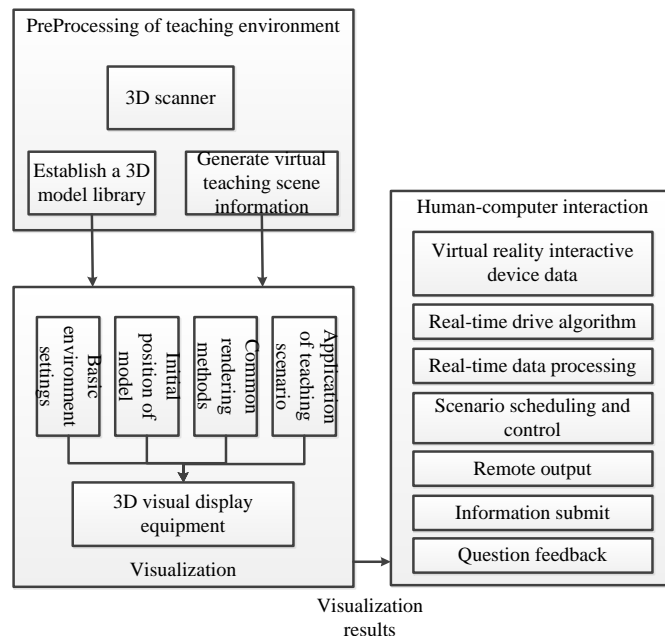 PreProcessing of teaching environment
3D scanner
Establish a 3D
model library
Generate virtual
teaching scene
information
Basic
environment
settings
Initial
position of
model
Common
rendering
methods
Application
of teaching
scenario
3D visual display
equipment
Visualization
Visualization
results
Human-computer interaction
Virtual reality interactive
device data
Real-time drive algorithm
Real-time data processing
Scenario scheduling and
control
Remote output
Information submit
Question feedback